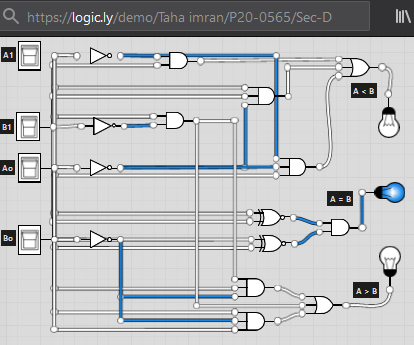 https://logic.ly/demo/Taha imran/P20-0565/Sec-D
A1
A < B
B1
Ao
A = B
Bo
A > B